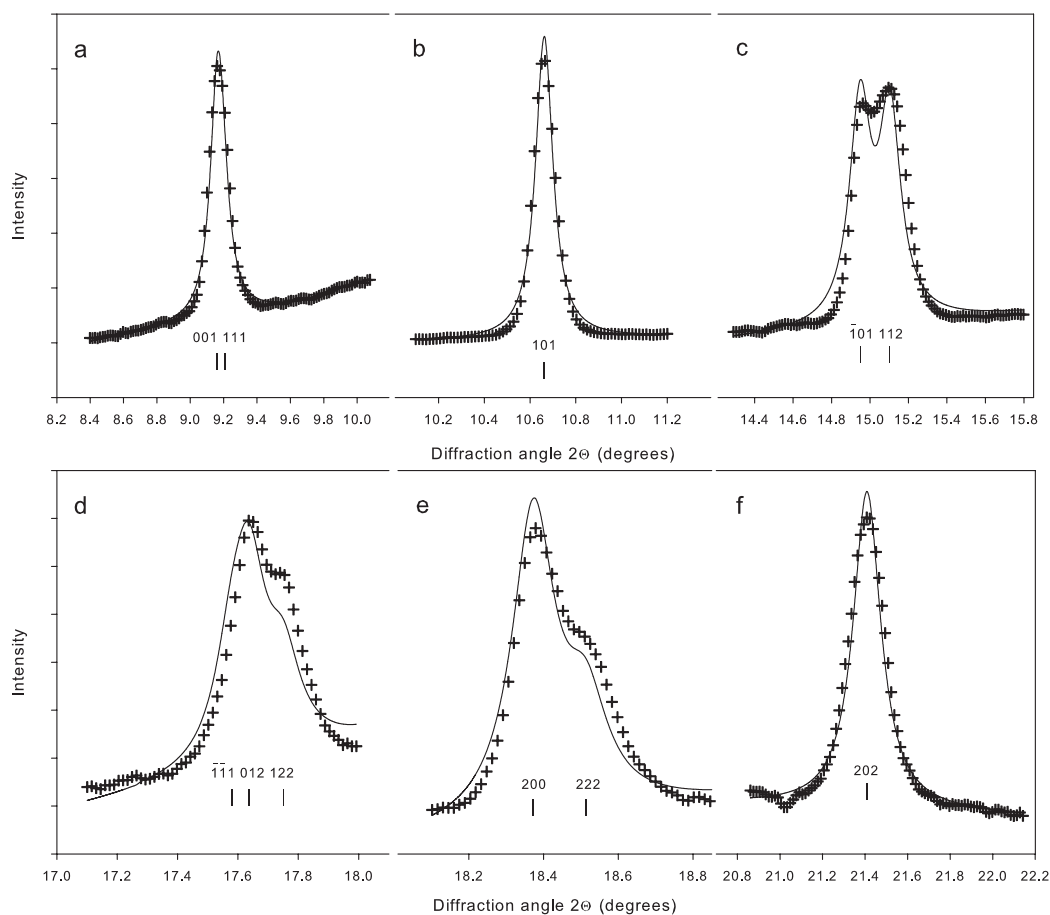 a
b
c
Intensity
001 111
101
1̄01 112
8.2 8.4 8.6 8.8 9.0 9.2 9.4 9.6 9.8 10.0
10.2 10.4 10.6 10.8 11.0 11.2
14.4 14.6 14.8 15.0 15.2 15.4 15.6 15.8
Diffraction angle 2Θ (degrees)
d
e
f
Intensity
1̄1̄1 012 122
200 222
202
17.0 17.2 17.4 17.6 17.8 18.0
18.2 18.4 18.6 18.8
20.8 21.0 21.2 21.4 21.6 21.8 22.0 22.2
Diffraction angle 2Θ (degrees)